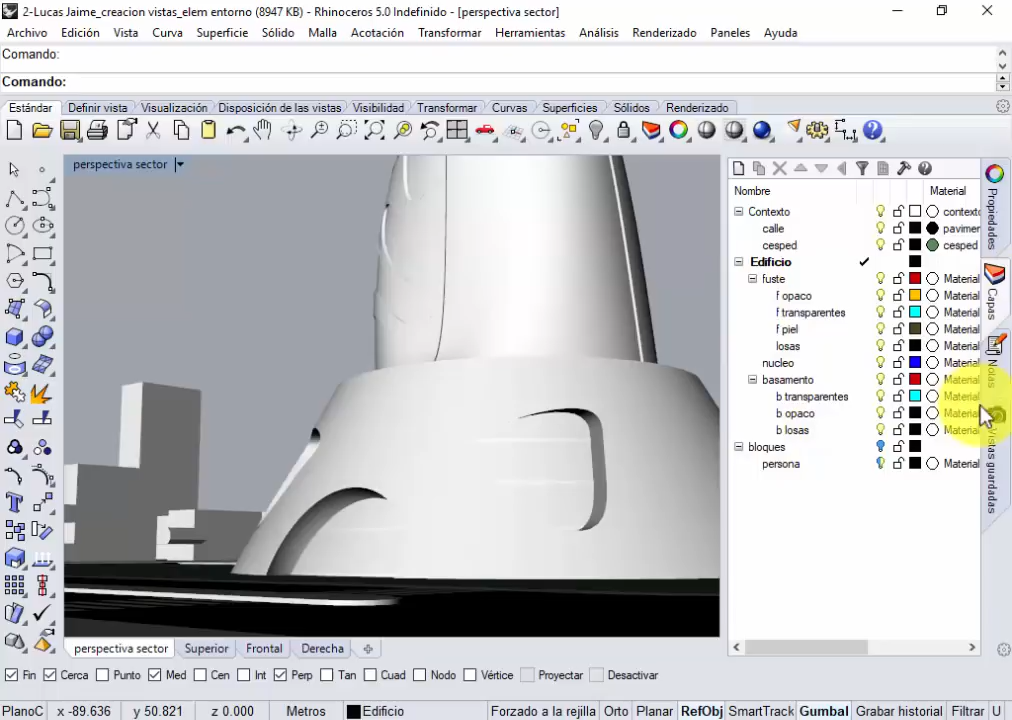 2-Lucas Jaime_creacion vistas_elem entorno (8947 KB) - Rhinoceros 5.0 Indefinido - [perspectiva sector]
Archivo Edición Vista Curva Superficie Sólido Malla Acotación Transformar Herramientas Análisis Renderizado Paneles Ayuda
Comando:
Comando:
Estándar Definir vista Visualización Disposición de las vistas Visibilidad Transformar Curvas Superficies Sólidos Renderizado
perspectiva sector
Nombre Material
Contexto contexto
calle pavimen
cesped cesped
Edificio
fuste Material
f opaco Material
f transparentes Material
f piel Material
losas Material
nucleo Material
basamento Material
b transparentes Material
b opaco Material
b losas Material
bloques
persona Material
Propiedades
Capas
Notas
Vistas guardadas
perspectiva sector Superior Frontal Derecha
Fin Cerca Punto Med Cen Int Perp Tan Cuad Nodo Vértice Proyectar Desactivar
PlanoC x -89.636 y 50.821 z 0.000 Metros Edificio Forzado a la rejilla Orto Planar RefObj SmartTrack Gumbal Grabar historial Filtrar U